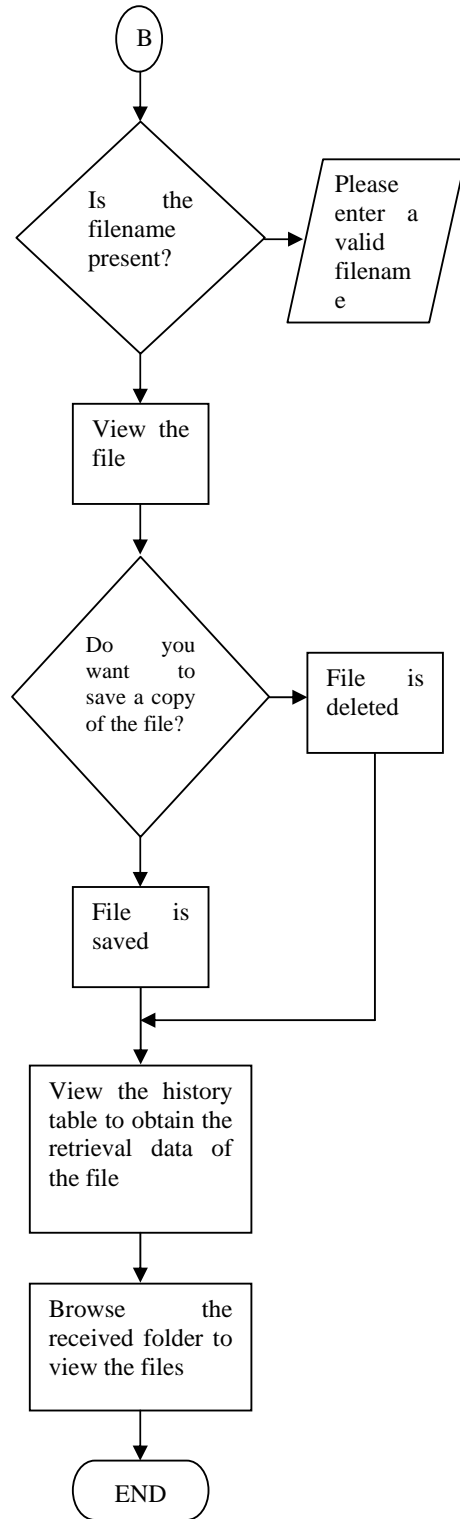 B
Is the
filename
present?
Please
enter a
valid
filenam
e
View the
file
Do you
want to
save a copy
of the file?
File is
deleted
File is
saved
View the history
table to obtain the
retrieval data of
the file
Browse the
received folder to
view the files
END